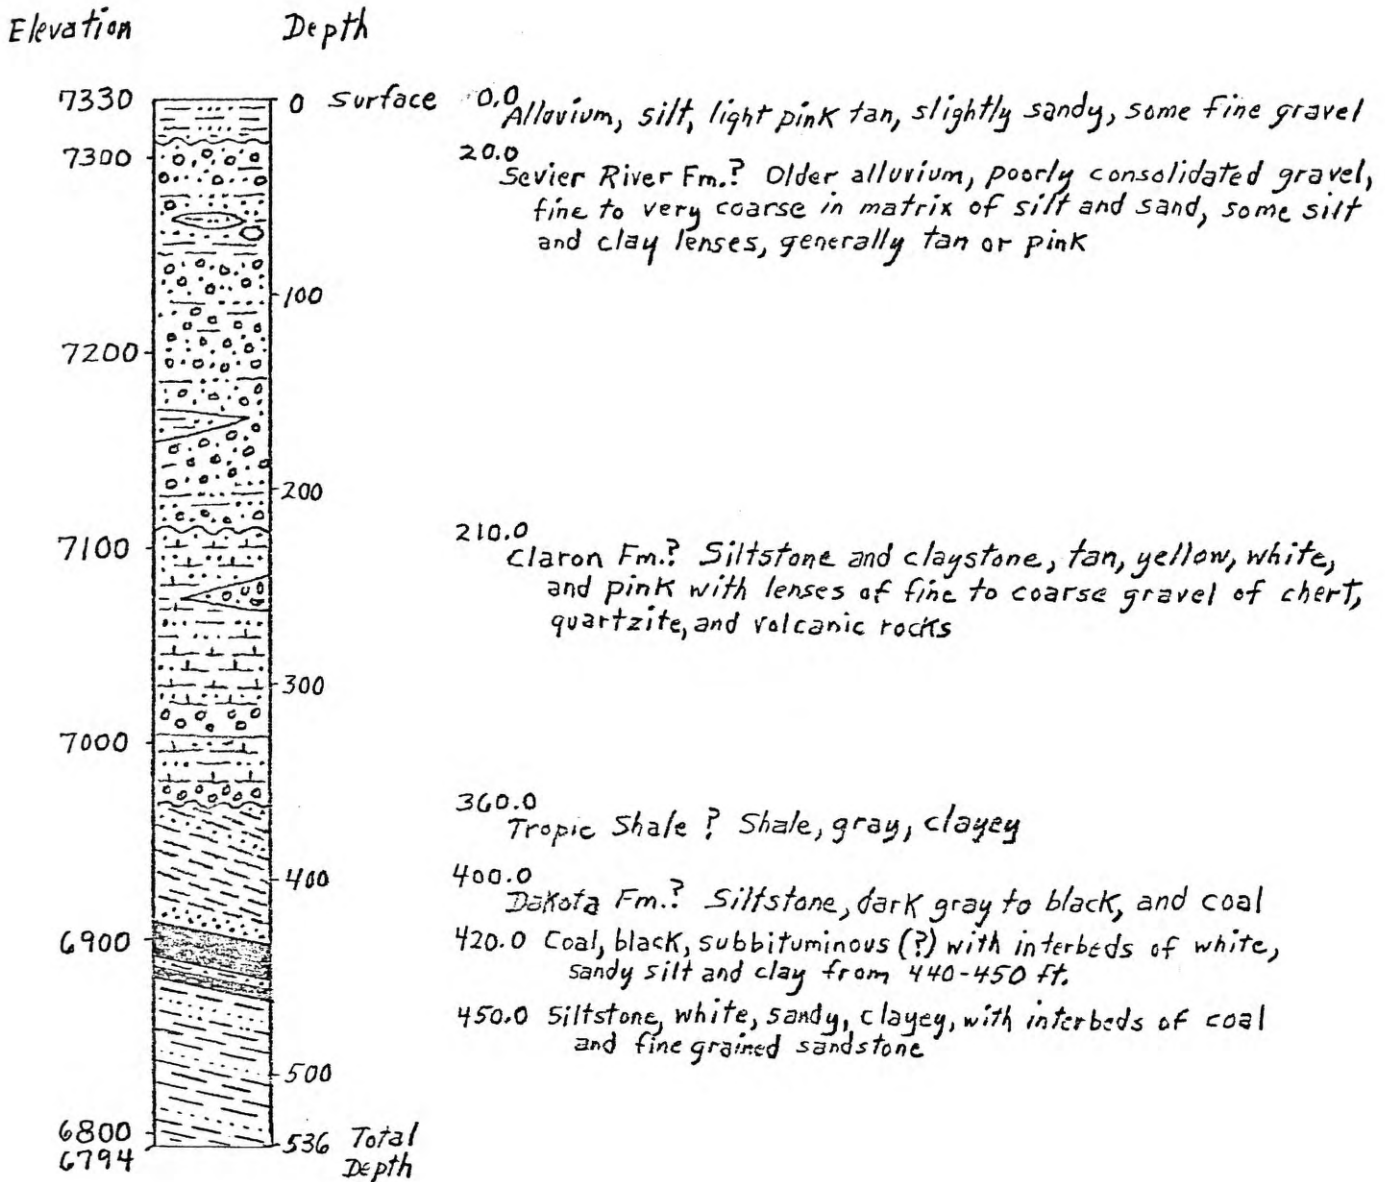 Elevation Depth
7330 0 Surface 0.0
Alluvium, silt, light pink tan, slightly sandy, some fine gravel
7300 20.0
Sevier River Fm.? Older alluvium, poorly consolidated gravel,
fine to very coarse in matrix of silt and sand, some silt
and clay lenses, generally tan or pink
100
7200
200
210.0
7100 Claron Fm.? Siltstone and claystone, tan, yellow, white,
and pink with lenses of fine to coarse gravel of chert,
quartzite, and volcanic rocks
300
7000
360.0
Tropic Shale ? Shale, gray, clayey
400 400.0
Dakota Fm.? Siltstone, dark gray to black, and coal
6900 420.0 Coal, black, subbituminous (?) with interbeds of white,
sandy silt and clay from 440-450 ft.
450.0 Siltstone, white, sandy, clayey, with interbeds of coal
and fine grained sandstone
500
6800 536 Total
6794 Depth